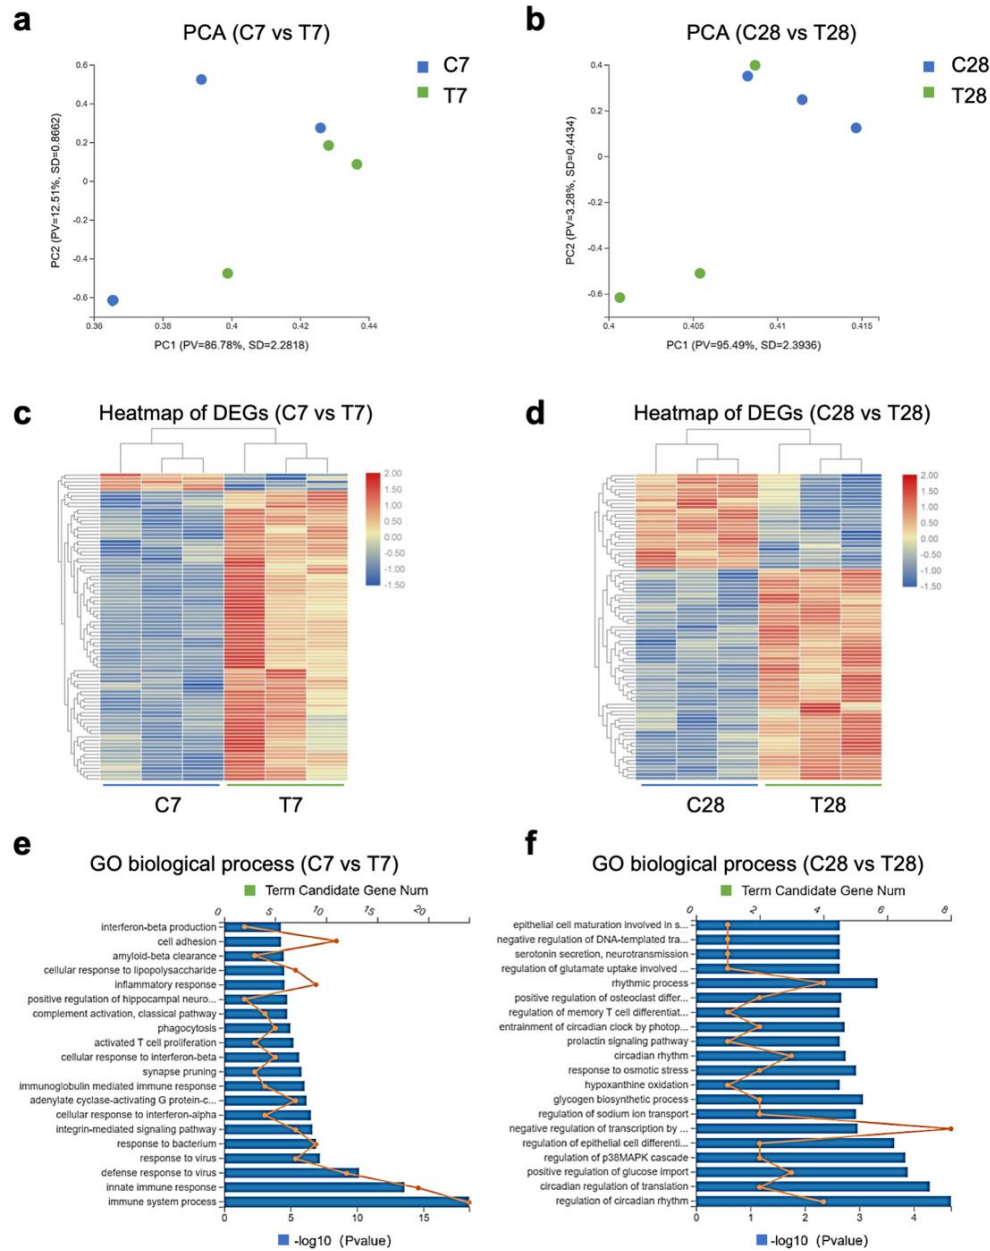 a
PCA (C7 vs T7)
C7
T7
0.6
0.4
0.2
0
-0.2
-0.4
-0.6
PC2 (PV=12.51%, SD=0.8662)
0.36
0.38
0.4
0.42
0.44
PC1 (PV=86.78%, SD=2.2818)
b
PCA (C28 vs T28)
C28
T28
0.4
0.2
0
-0.2
-0.4
-0.6
PC2 (PV=3.28%, SD=0.4434)
0.4
0.405
0.41
0.415
PC1 (PV=95.49%, SD=2.3936)
c
Heatmap of DEGs (C7 vs T7)
2.00
1.50
1.00
0.00
-0.50
-1.00
-1.50
C7
T7
d
Heatmap of DEGs (C28 vs T28)
2.00
1.50
1.00
0.00
-0.50
-1.00
-1.50
C28
T28
e
GO biological process (C7 vs T7)
Term Candidate Gene Num
0
5
10
15
20
interferon-beta production
cell adhesion
amyloid-beta clearance
cellular response to lipopolysaccharide
inflammatory response
positive regulation of hippocampal neuro...
complement activation, classical pathway
phagocytosis
activated T cell proliferation
cellular response to interferon-beta
synapse pruning
immunoglobulin mediated immune response
adenylate cyclase-activating G protein-c...
cellular response to interferon-alpha
integrin-mediated signaling pathway
response to bacterium
response to virus
defense response to virus
innate immune response
immune system process
0
5
10
15
-log10 (Pvalue)
f
GO biological process (C28 vs T28)
Term Candidate Gene Num
0
2
4
6
8
epithelial cell maturation involved in s...
negative regulation of DNA-templated tra...
serotonin secretion, neurotransmission
regulation of glutamate uptake involved ...
rhythmic process
positive regulation of osteoclast differ...
regulation of memory T cell differentiat...
entrainment of circadian clock by photop...
prolactin signaling pathway
circadian rhythm
response to osmotic stress
hypoxanthine oxidation
glycogen biosynthetic process
regulation of sodium ion transport
negative regulation of transcription by ...
regulation of epithelial cell differenti...
regulation of p38MAPK cascade
positive regulation of glucose import
circadian regulation of translation
regulation of circadian rhythm
0
1
2
3
4
-log10 (Pvalue)